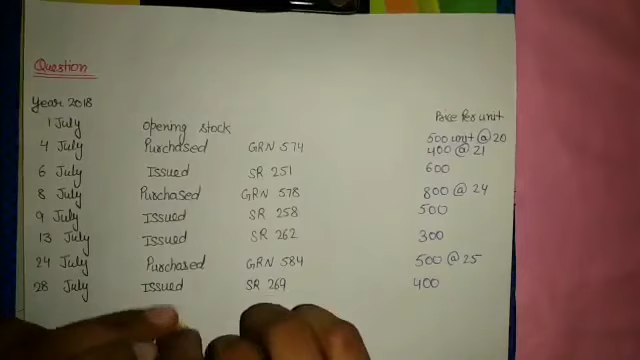 Question
Year 2018
Price Per unit
1 July Opening stock 500 unit @ 20
4 July Purchased GRN 574 400 @ 21
6 July Issued SR 251 600
8 July Purchased GRN 578 800 @ 24
9 July Issued SR 258 500
13 July Issued SR 262 300
24 July Purchased GRN 584 500 @ 25
28 July Issued SR 269 400